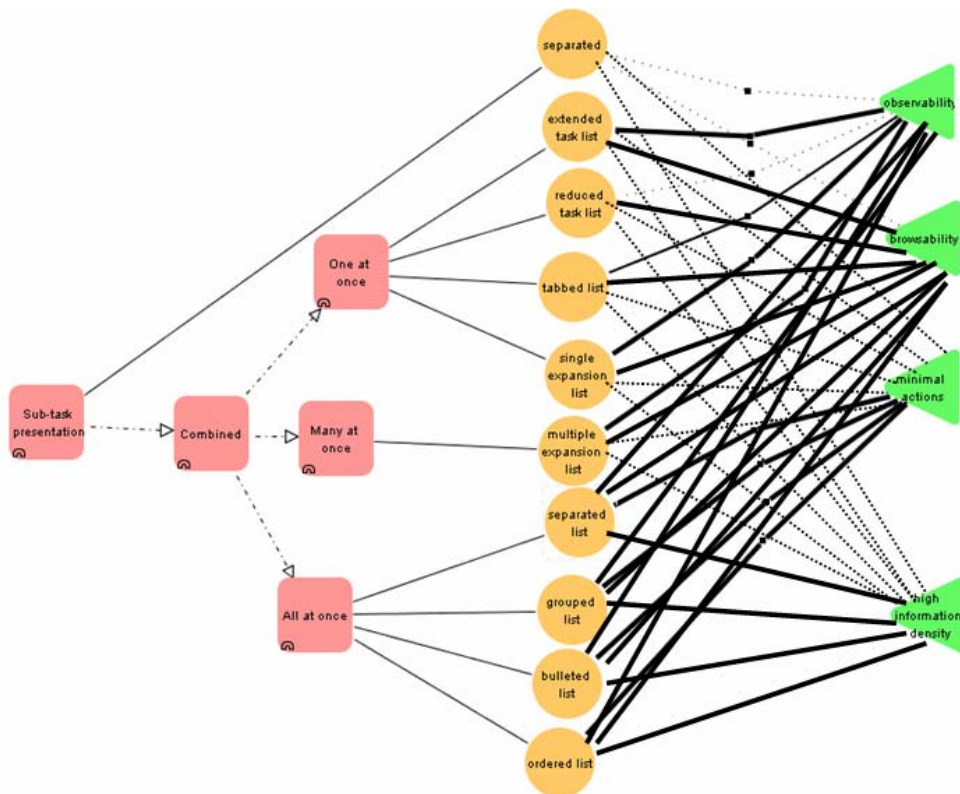 separated
observability
extended
task list
reduced
task list
browsability
One at
once
tabbed list
single
expansion
list
minimal
actions
Sub-task
presentation
Combined
Many at
once
multiple
expansion
list
separated
list
All at once
grouped
list
high
information
density
bulleted
list
ordered list